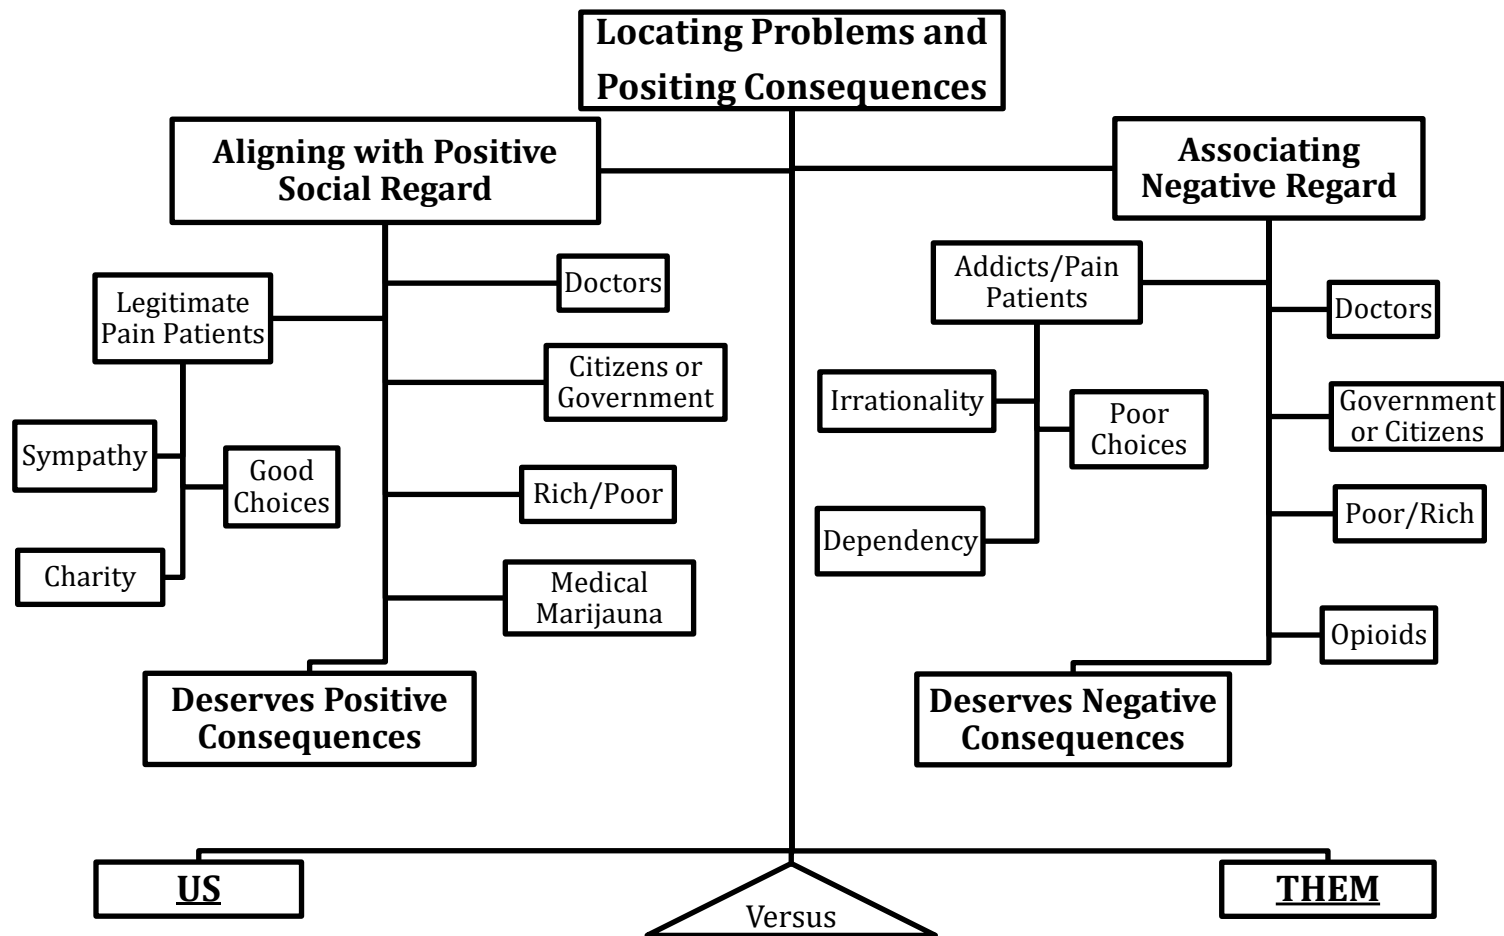 Locating Problems and
Positing Consequences
Aligning with Positive
Social Regard
Associating
Negative Regard
Legitimate
Pain Patients
Doctors
Citizens or
Government
Sympathy
Good
Choices
Rich/Poor
Charity
Medical
Marijauna
Deserves Positive
Consequences
Addicts/Pain
Patients
Doctors
Irrationality
Poor
Choices
Government
or Citizens
Dependency
Poor/Rich
Opioids
Deserves Negative
Consequences
US
Versus
THEM